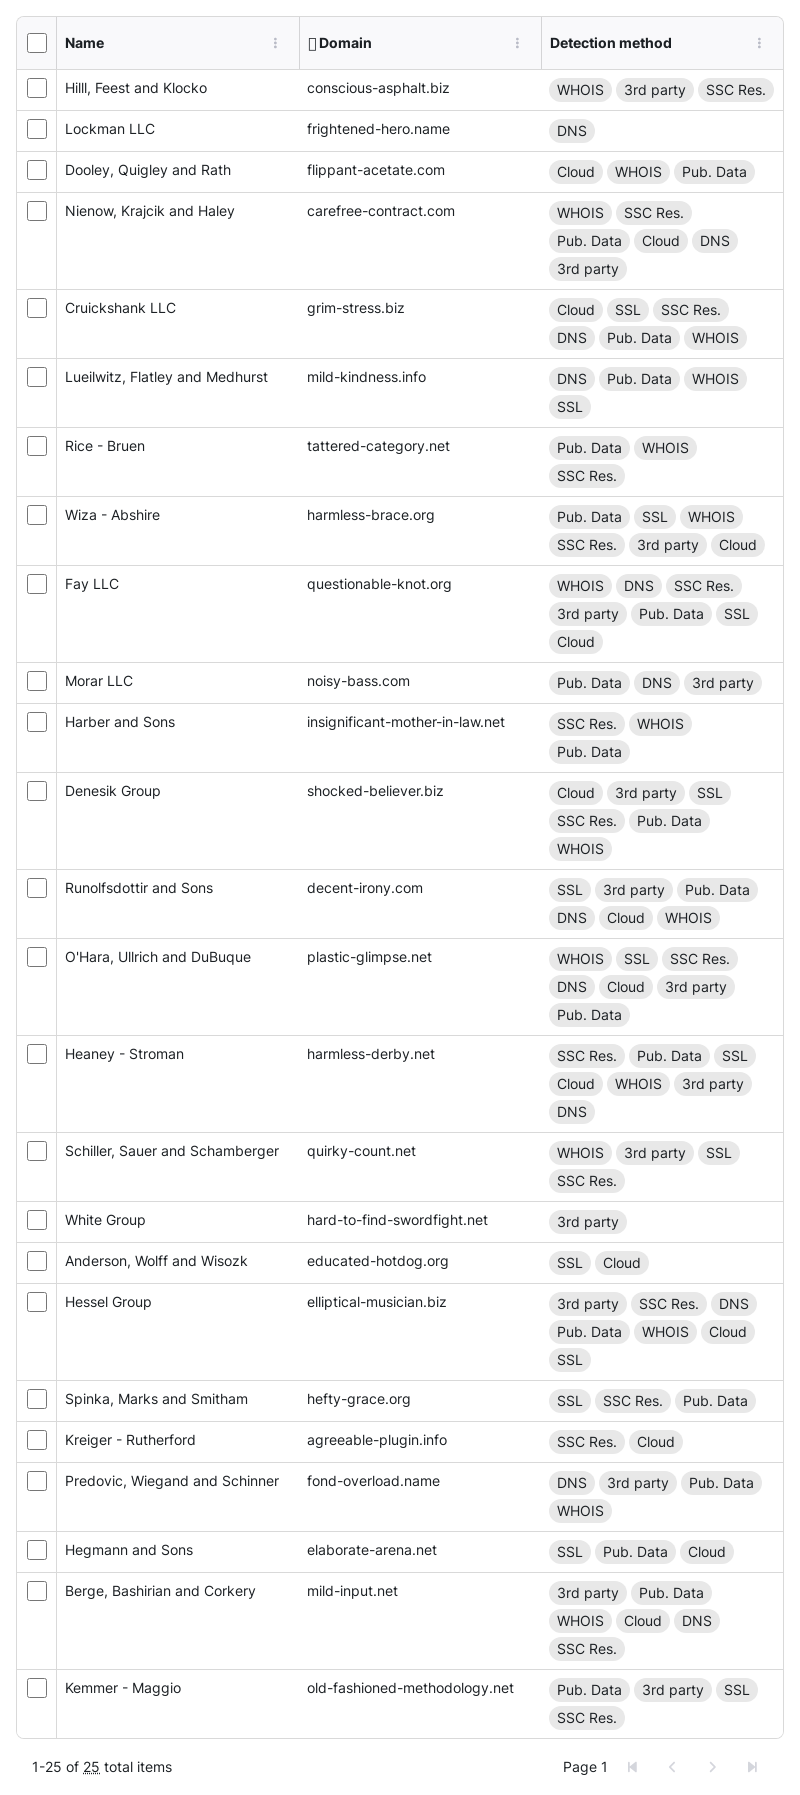 Name Domain Detection method
Hilll, Feest and Klocko conscious-asphalt.biz WHOIS 3rd party SSC Res.
Lockman LLC frightened-hero.name DNS
Dooley, Quigley and Rath flippant-acetate.com Cloud WHOIS Pub. Data
Nienow, Krajcik and Haley carefree-contract.com WHOIS SSC Res.
Pub. Data Cloud DNS
3rd party
Cruickshank LLC grim-stress.biz Cloud SSL SSC Res.
DNS Pub. Data WHOIS
Lueilwitz, Flatley and Medhurst mild-kindness.info DNS Pub. Data WHOIS
SSL
Rice - Bruen tattered-category.net Pub. Data WHOIS
SSC Res.
Wiza - Abshire harmless-brace.org Pub. Data SSL WHOIS
SSC Res. 3rd party Cloud
Fay LLC questionable-knot.org WHOIS DNS SSC Res.
3rd party Pub. Data SSL
Cloud
Morar LLC noisy-bass.com Pub. Data DNS 3rd party
Harber and Sons insignificant-mother-in-law.net SSC Res. WHOIS
Pub. Data
Denesik Group shocked-believer.biz Cloud 3rd party SSL
SSC Res. Pub. Data
WHOIS
Runolfsdottir and Sons decent-irony.com SSL 3rd party Pub. Data
DNS Cloud WHOIS
O'Hara, Ullrich and DuBuque plastic-glimpse.net WHOIS SSL SSC Res.
DNS Cloud 3rd party
Pub. Data
Heaney - Stroman harmless-derby.net SSC Res. Pub. Data SSL
Cloud WHOIS 3rd party
DNS
Schiller, Sauer and Schamberger quirky-count.net WHOIS 3rd party SSL
SSC Res.
White Group hard-to-find-swordfight.net 3rd party
Anderson, Wolff and Wisozk educated-hotdog.org SSL Cloud
Hessel Group elliptical-musician.biz 3rd party SSC Res. DNS
Pub. Data WHOIS Cloud
SSL
Spinka, Marks and Smitham hefty-grace.org SSL SSC Res. Pub. Data
Kreiger - Rutherford agreeable-plugin.info SSC Res. Cloud
Predovic, Wiegand and Schinner fond-overload.name DNS 3rd party Pub. Data
WHOIS
Hegmann and Sons elaborate-arena.net SSL Pub. Data Cloud
Berge, Bashirian and Corkery mild-input.net 3rd party Pub. Data
WHOIS Cloud DNS
SSC Res.
Kemmer - Maggio old-fashioned-methodology.net Pub. Data 3rd party SSL
SSC Res.
1-25 of 25 total items Page 1